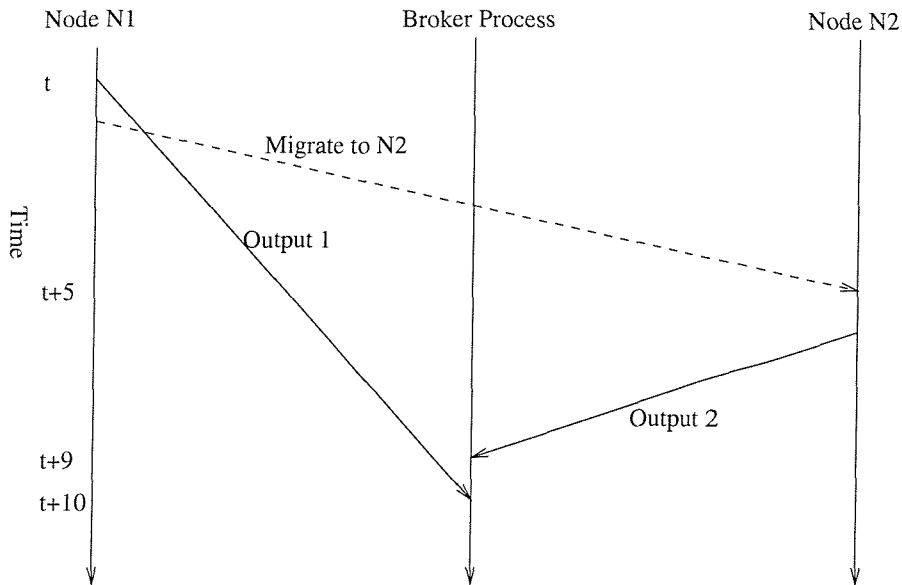 Node N1
Broker Process
Node N2
t
Migrate to N2
Time
Output 1
t+5
Output 2
t+9
t+10